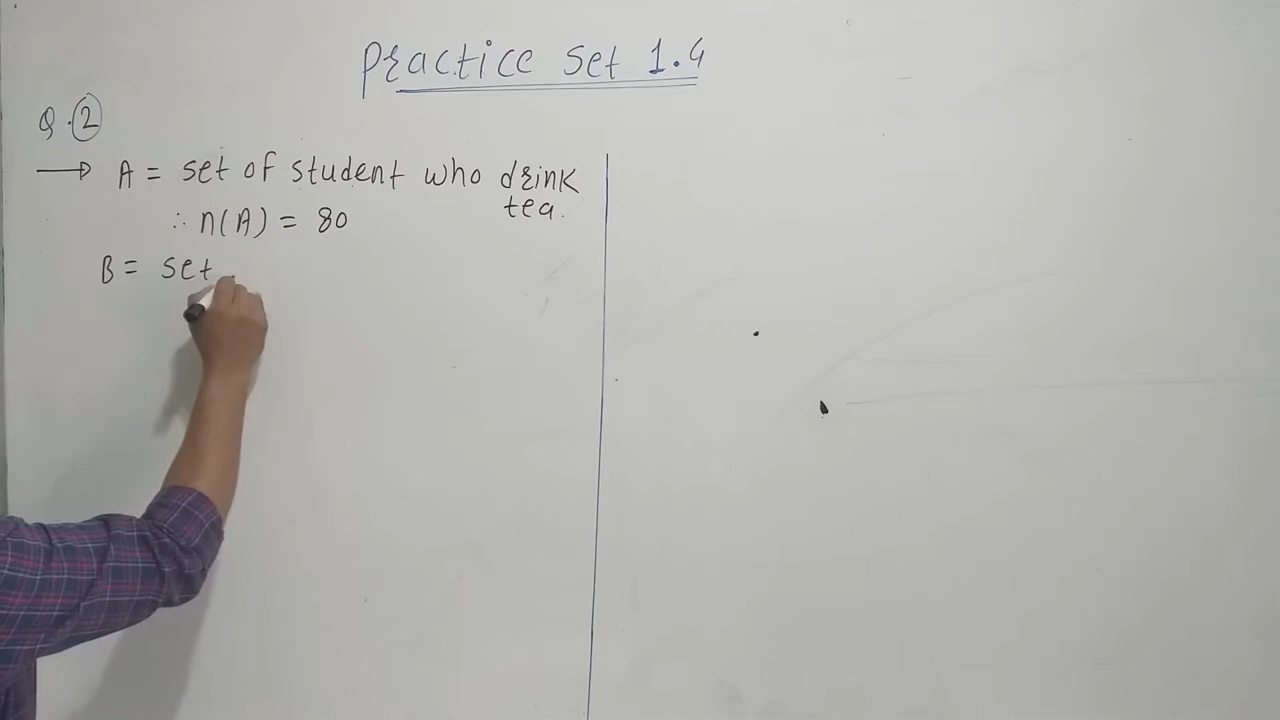 Practice Set 1.4
Q.2
→ A = set of student who drink
tea.
∴ n(A) = 80
B = set